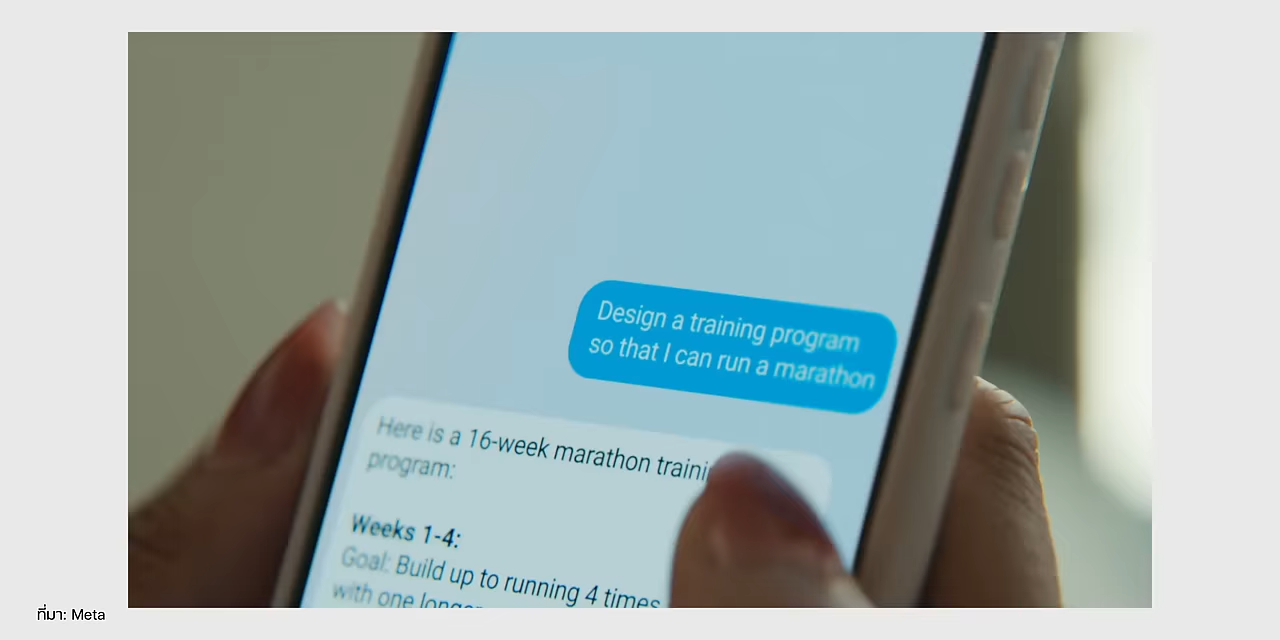 Design a training program
so that I can run a marathon
Here is a 16-week marathon
program:
Weeks 1-4:
Goal: Build up to running 4 times
with one longer
ที่มา: Meta